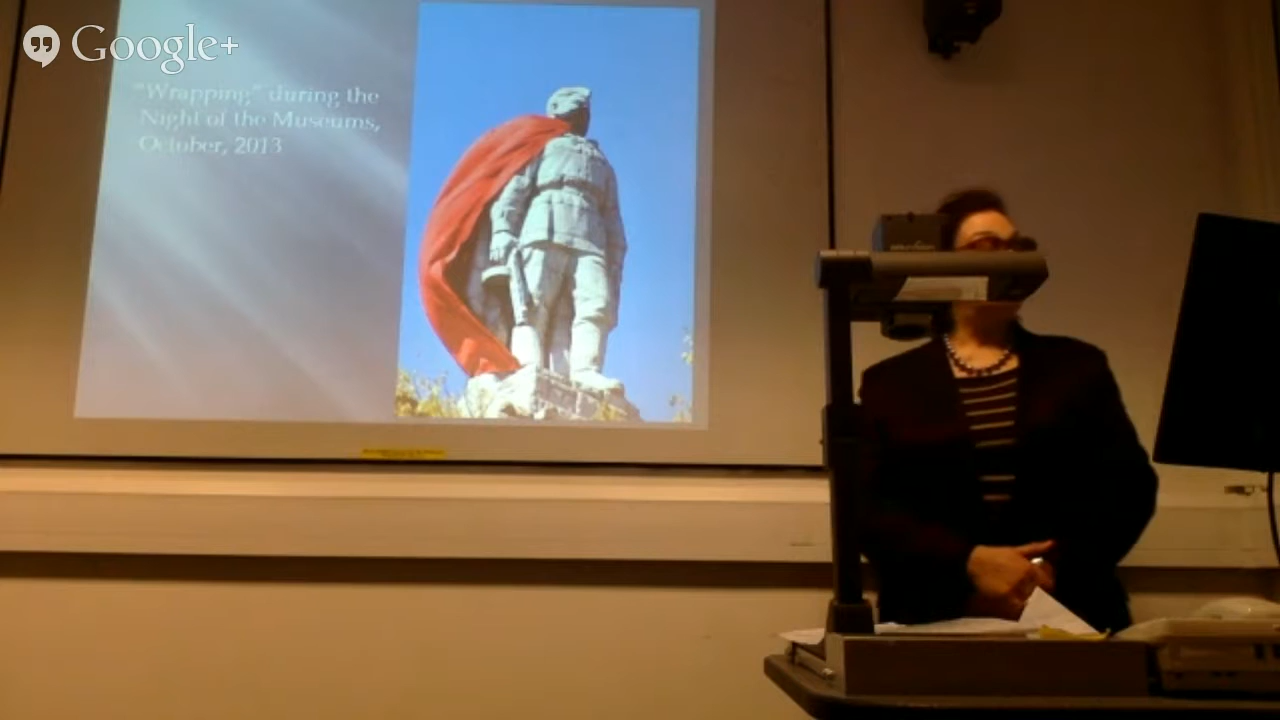 Google+
"Wrapping" during the
Night of the Museums,
October, 2013